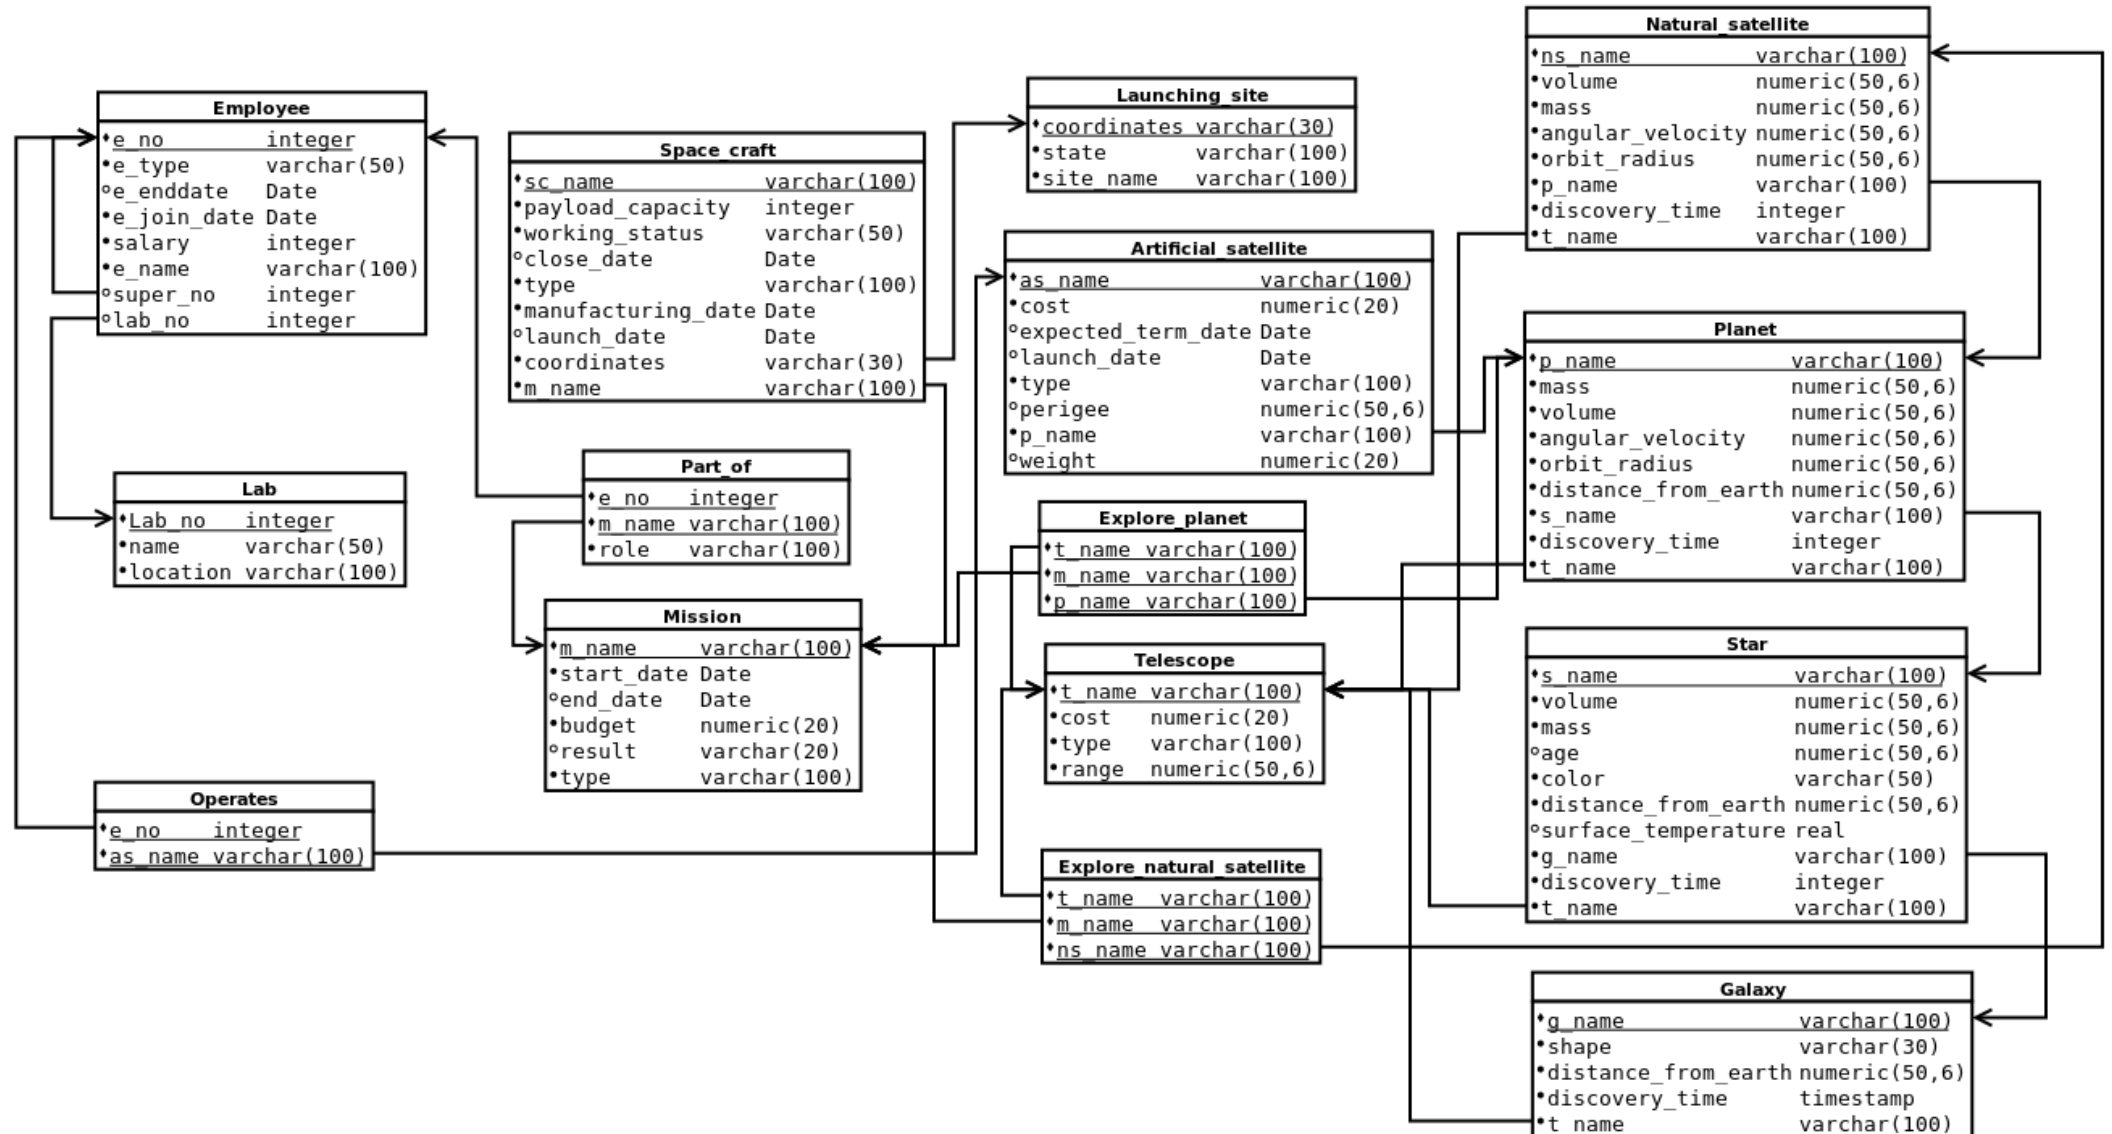 Employee
e_no integer
e_type varchar(50)
e_enddate Date
e_join_date Date
salary integer
e_name varchar(100)
super_no integer
lab_no integer
Lab
Lab_no integer
name varchar(50)
location varchar(100)
Operates
e_no integer
as_name varchar(100)
Space_craft
sc_name varchar(100)
payload_capacity integer
working_status varchar(50)
close_date Date
type varchar(100)
manufacturing_date Date
launch_date Date
coordinates varchar(30)
m_name varchar(100)
Part_of
e_no integer
m_name varchar(100)
role varchar(100)
Mission
m_name varchar(100)
start_date Date
end_date Date
budget numeric(20)
result varchar(20)
type varchar(100)
Launching_site
coordinates varchar(30)
state varchar(100)
site_name varchar(100)
Artificial_satellite
as_name varchar(100)
cost numeric(20)
expected_term_date Date
launch_date Date
type varchar(100)
perigee numeric(50,6)
p_name varchar(100)
weight numeric(20)
Explore_planet
t_name varchar(100)
m_name varchar(100)
p_name varchar(100)
Telescope
t_name varchar(100)
cost numeric(20)
type varchar(100)
range numeric(50,6)
Explore_natural_satellite
t_name varchar(100)
m_name varchar(100)
ns_name varchar(100)
Natural_satellite
ns_name varchar(100)
volume numeric(50,6)
mass numeric(50,6)
angular_velocity numeric(50,6)
orbit_radius numeric(50,6)
p_name varchar(100)
discovery_time integer
t_name varchar(100)
Planet
p_name varchar(100)
mass numeric(50,6)
volume numeric(50,6)
angular_velocity numeric(50,6)
orbit_radius numeric(50,6)
distance_from_earth numeric(50,6)
s_name varchar(100)
discovery_time integer
t_name varchar(100)
Star
s_name varchar(100)
volume numeric(50,6)
mass numeric(50,6)
age numeric(50,6)
color varchar(50)
distance_from_earth numeric(50,6)
surface_temperature real
g_name varchar(100)
discovery_time integer
t_name varchar(100)
Galaxy
g_name varchar(100)
shape varchar(30)
distance_from_earth numeric(50,6)
discovery_time timestamp
t_name varchar(100)